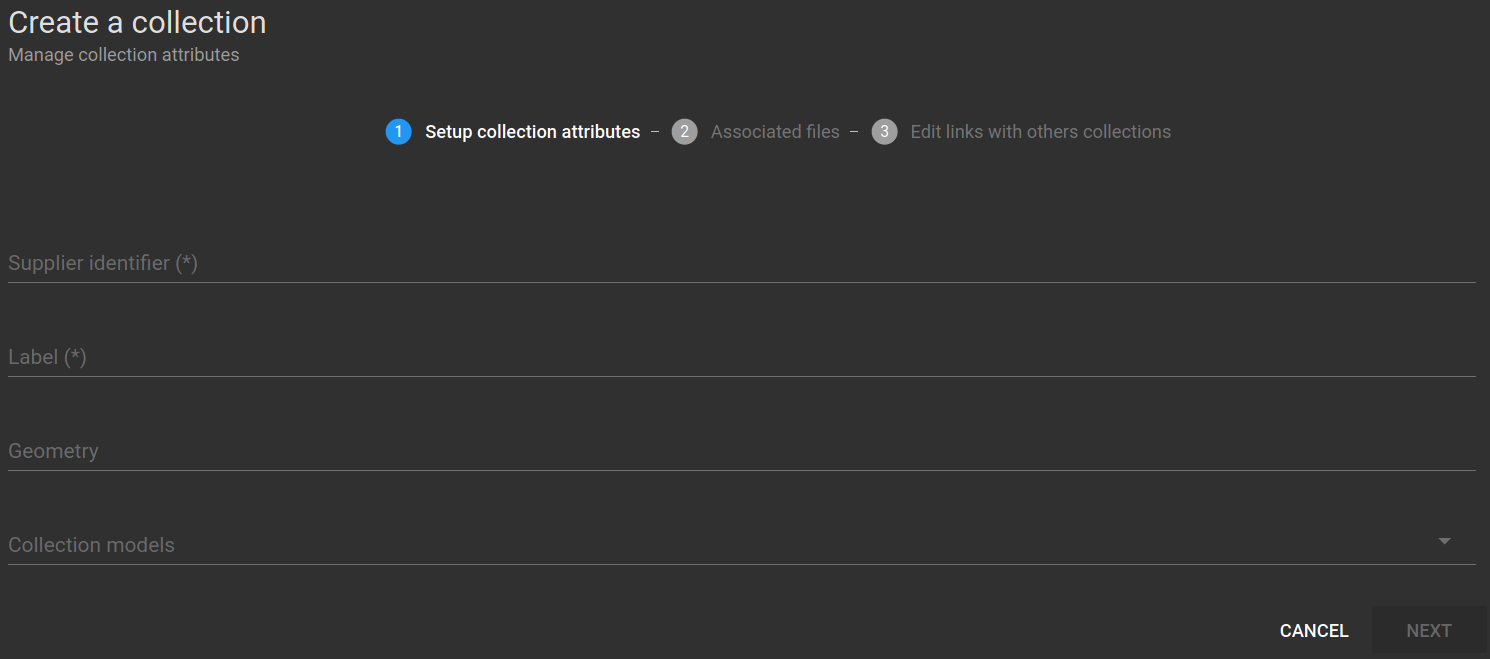 Create a collection
Manage collection attributes
1 Setup collection attributes – 2 Associated files – 3 Edit links with others collections
Supplier identifier (*)
Label (*)
Geometry
Collection models
CANCEL NEXT